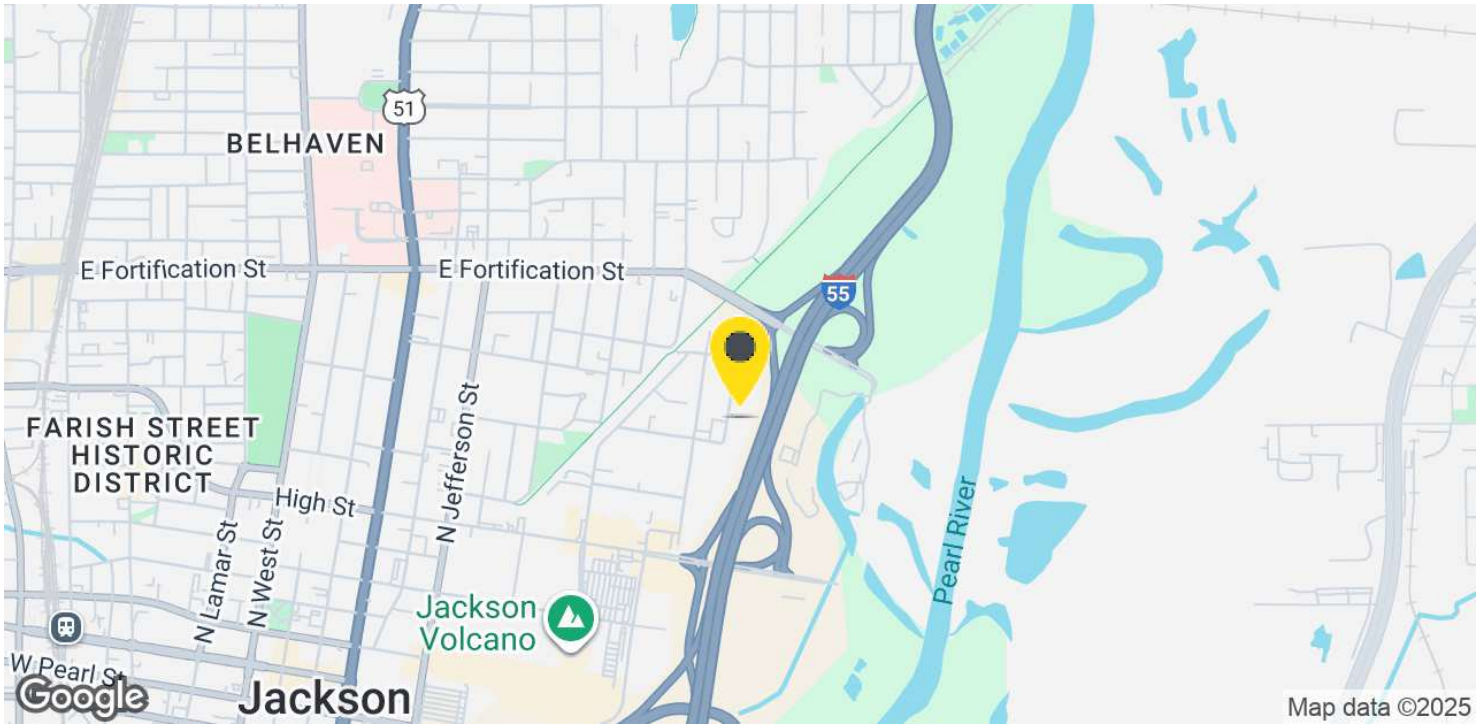 51
BELHAVEN
E Fortification St
E Fortification St
55
N Jefferson St
FARISH STREET
HISTORIC
DISTRICT
High St
N Lamar St
N West St
Pearl River
Jackson
Volcano
W Pearl St
Jackson
Google
Map data ©2025